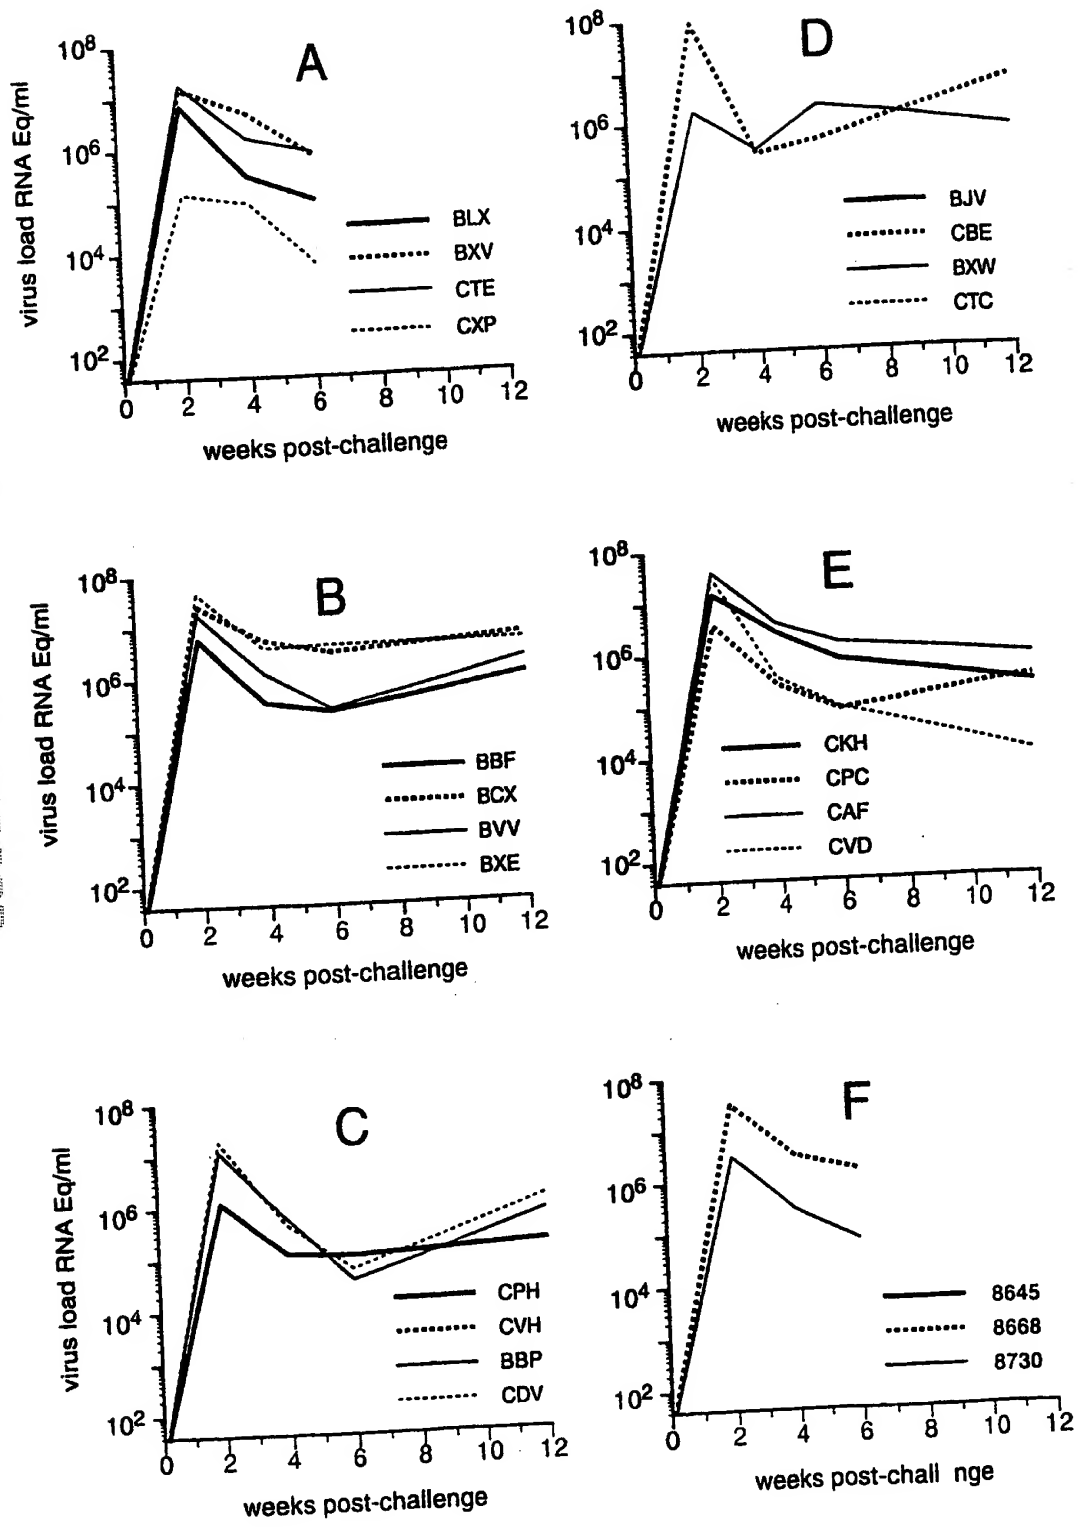 A
virus load RNA Eq/ml
10^8
10^6
10^4
10^2
BLX
BXV
CTE
CXP
0 2 4 6 8 10 12
weeks post-challenge
D
10^8
10^6
10^4
10^2
BJV
CBE
BXW
CTC
0 2 4 6 8 10 12
weeks post-challenge
B
virus load RNA Eq/ml
10^8
10^6
10^4
10^2
BBF
BCX
BVV
BXE
0 2 4 6 8 10 12
weeks post-challenge
E
10^8
10^6
10^4
10^2
CKH
CPC
CAF
CVD
0 2 4 6 8 10 12
weeks post-challenge
C
virus load RNA Eq/ml
10^8
10^6
10^4
10^2
CPH
CVH
BBP
CDV
0 2 4 6 8 10 12
weeks post-challenge
F
10^8
10^6
10^4
10^2
8645
8668
8730
0 2 4 6 8 10 12
weeks post-chall nge